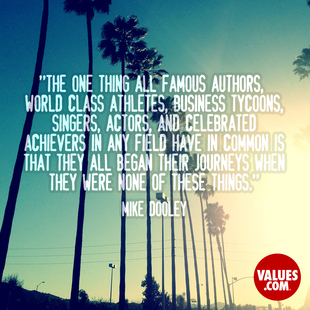 "THE ONE THING ALL FAMOUS AUTHORS,
WORLD CLASS ATHLETES, BUSINESS TYCOONS,
SINGERS, ACTORS, AND CELEBRATED
ACHIEVERS IN ANY FIELD HAVE IN COMMON IS
THAT THEY ALL BEGAN THEIR JOURNEYS WHEN
THEY WERE NONE OF THESE THINGS."
MIKE DOOLEY
VALUES
.COM